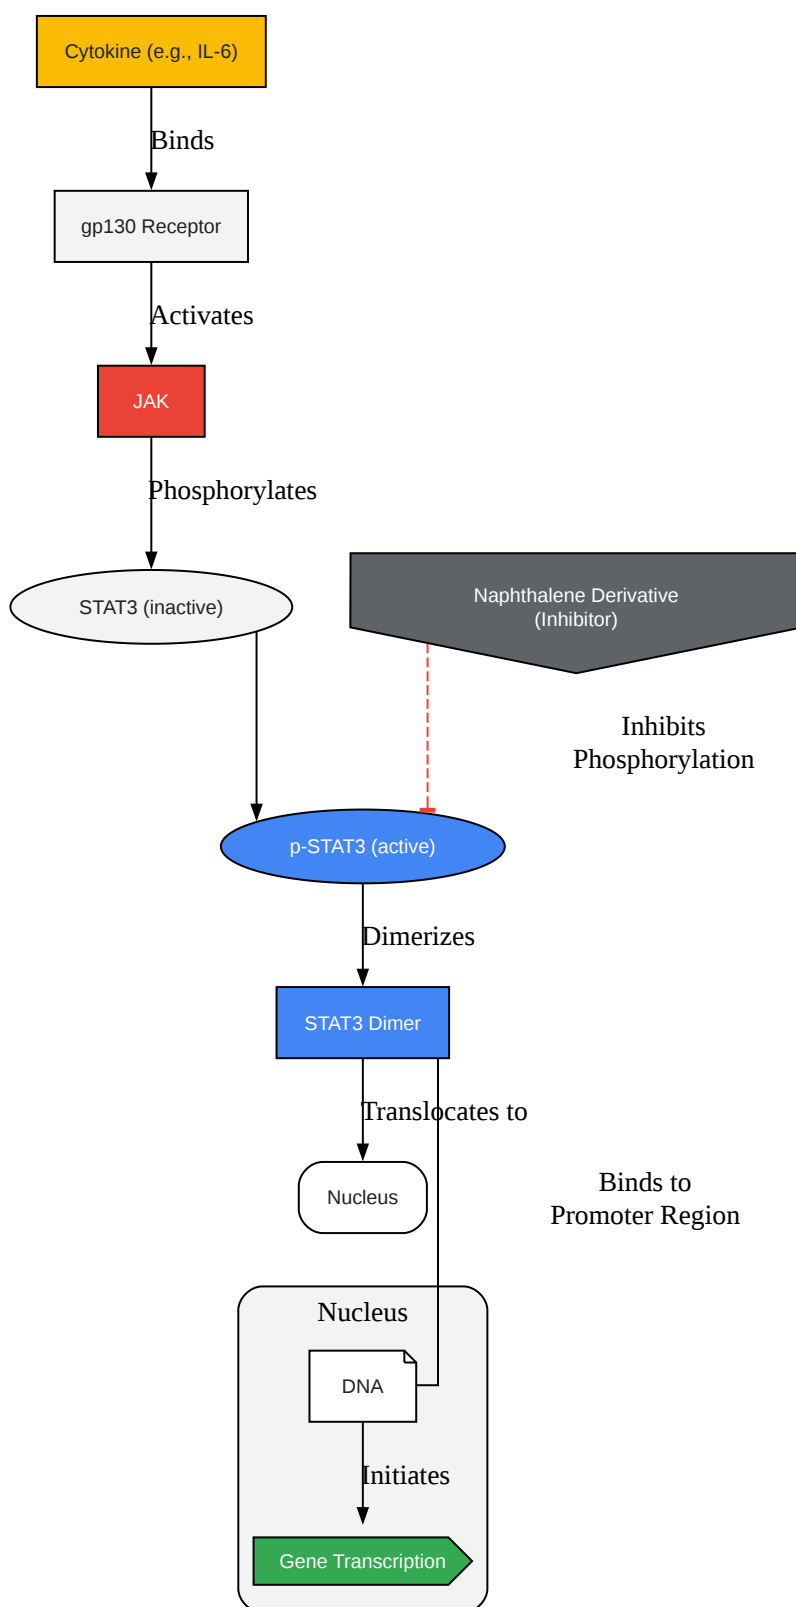 Cytokine (e.g., IL-6)
Binds
gp130 Receptor
Activates
JAK
Phosphorylates
STAT3 (inactive)
Naphthalene Derivative
(Inhibitor)
Inhibits
Phosphorylation
p-STAT3 (active)
Dimerizes
STAT3 Dimer
Translocates to
Nucleus
Binds to
Promoter Region
Nucleus
DNA
Initiates
Gene Transcription